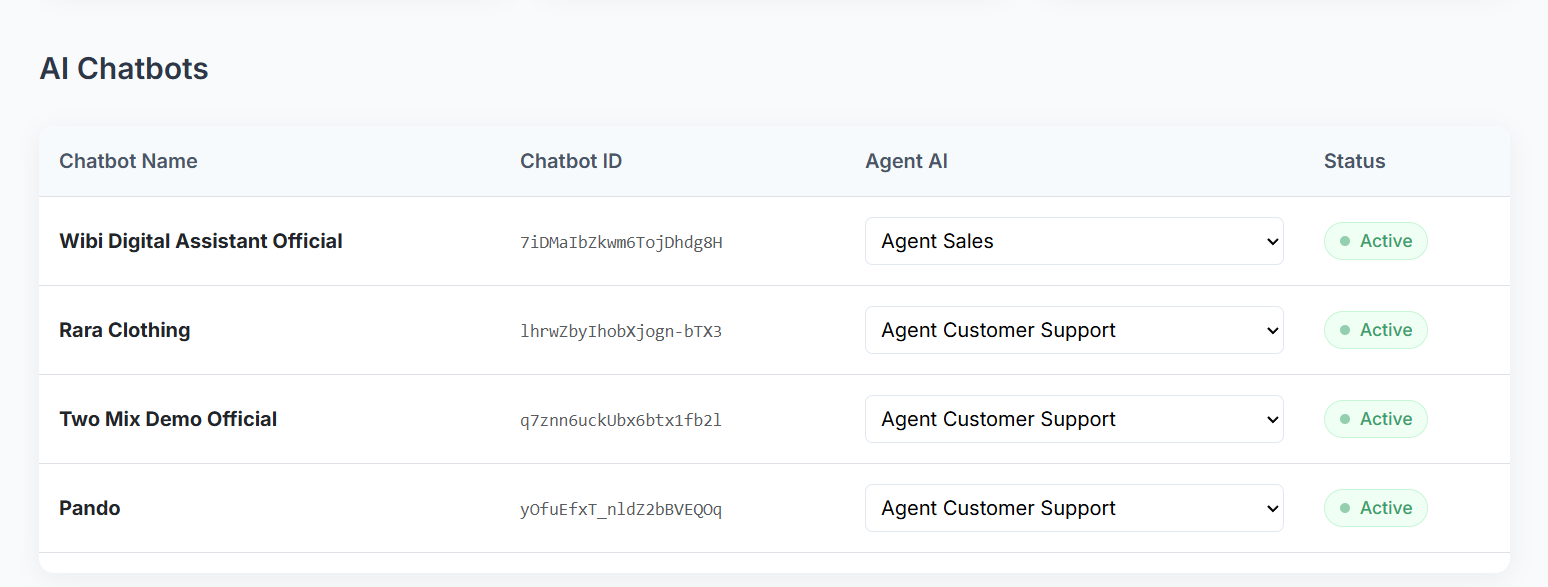 AI Chatbots
Chatbot Name Chatbot ID Agent AI Status
Wibi Digital Assistant Official 7iDMaIbZkwm6TojDhdg8H Agent Sales Active
Rara Clothing lhrwZbyIhobXjogn-bTX3 Agent Customer Support Active
Two Mix Demo Official q7znn6uckUbx6btx1fb2l Agent Customer Support Active
Pando yOfuEfxT_nldZ2bBVEQOq Agent Customer Support Active